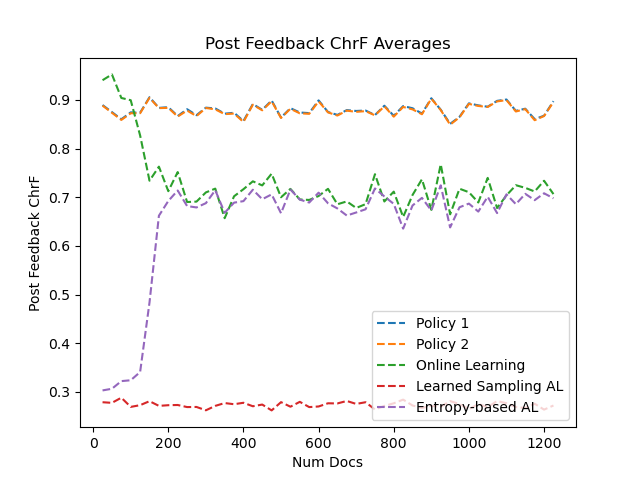 Post Feedback ChrF Averages
Post Feedback ChrF
0.9
0.8
0.7
0.6
0.5
0.4
0.3
Policy 1
Policy 2
Online Learning
Learned Sampling AL
Entropy-based AL
0 200 400 600 800 1000 1200
Num Docs